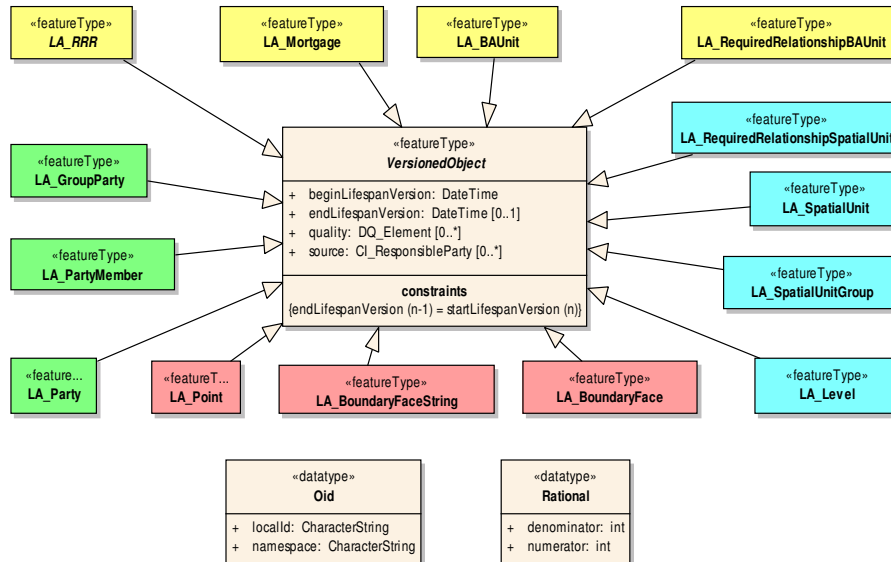 «featureType»
LA_RRR
«featureType»
LA_Mortgage
«featureType»
LA_BAUnit
«featureType»
LA_RequiredRelationshipBAUnit
«featureType»
VersionedObject
+ beginLifespanVersion: DateTime
+ endLifespanVersion: DateTime [0..1]
+ quality: DQ_Element [0..*]
+ source: CI_ResponsibleParty [0..*]
constraints
{endLifespanVersion (n-1) = startLifespanVersion (n)}
«featureType»
LA_RequiredRelationshipSpatialUnit
«featureType»
LA_GroupParty
«featureType»
LA_SpatialUnit
«featureType»
LA_PartyMember
«featureType»
LA_SpatialUnitGroup
«feature...
LA_Party
«featureT...
LA_Point
«featureType»
LA_BoundaryFaceString
«featureType»
LA_BoundaryFace
«featureType»
LA_Level
«datatype»
Oid
+ localId: CharacterString
+ namespace: CharacterString
«datatype»
Rational
+ denominator: int
+ numerator: int